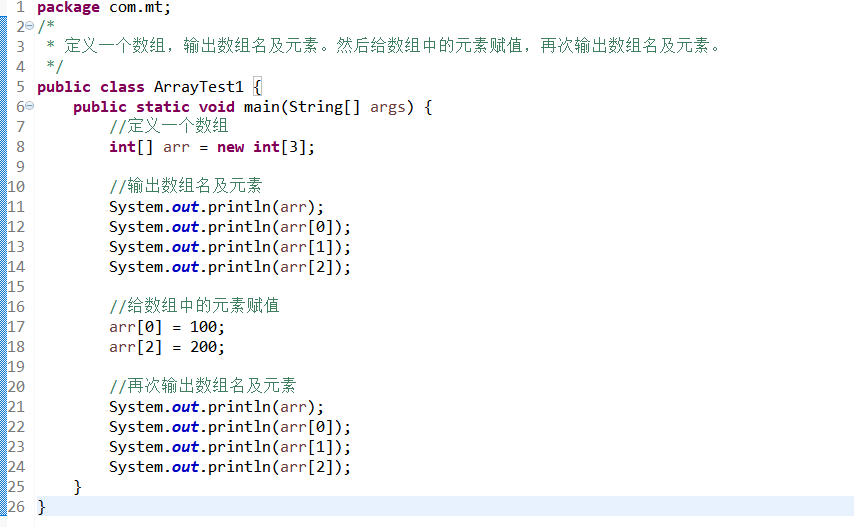 1 package com.mt;
2 /*
3  * 定义一个数组，输出数组名及元素。然后给数组中的元素赋值，再次输出数组名及元素。
4  */
5 public class ArrayTest1 {
6     public static void main(String[] args) {
7         //定义一个数组
8         int[] arr = new int[3];
9
10         //输出数组名及元素
11         System.out.println(arr);
12         System.out.println(arr[0]);
13         System.out.println(arr[1]);
14         System.out.println(arr[2]);
15
16         //给数组中的元素赋值
17         arr[0] = 100;
18         arr[2] = 200;
19
20         //再次输出数组名及元素
21         System.out.println(arr);
22         System.out.println(arr[0]);
23         System.out.println(arr[1]);
24         System.out.println(arr[2]);
25     }
26 }